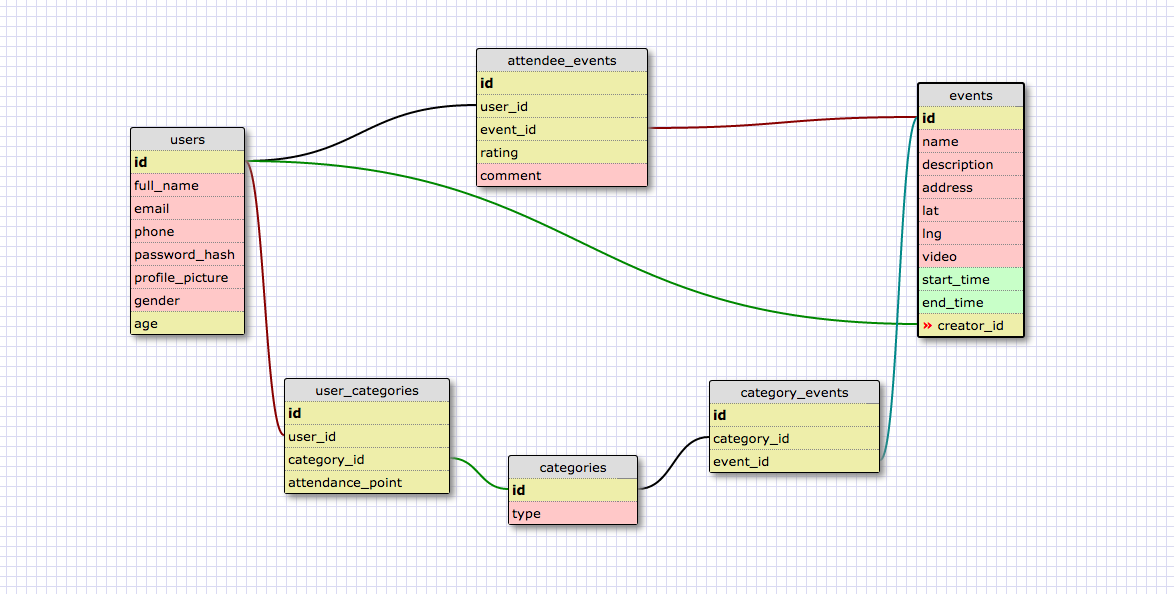 attendee_events
id
user_id
event_id
rating
comment
events
id
name
description
address
lat
lng
video
start_time
end_time
» creator_id
users
id
full_name
email
phone
password_hash
profile_picture
gender
age
user_categories
id
user_id
category_id
attendance_point
category_events
id
category_id
event_id
categories
id
type